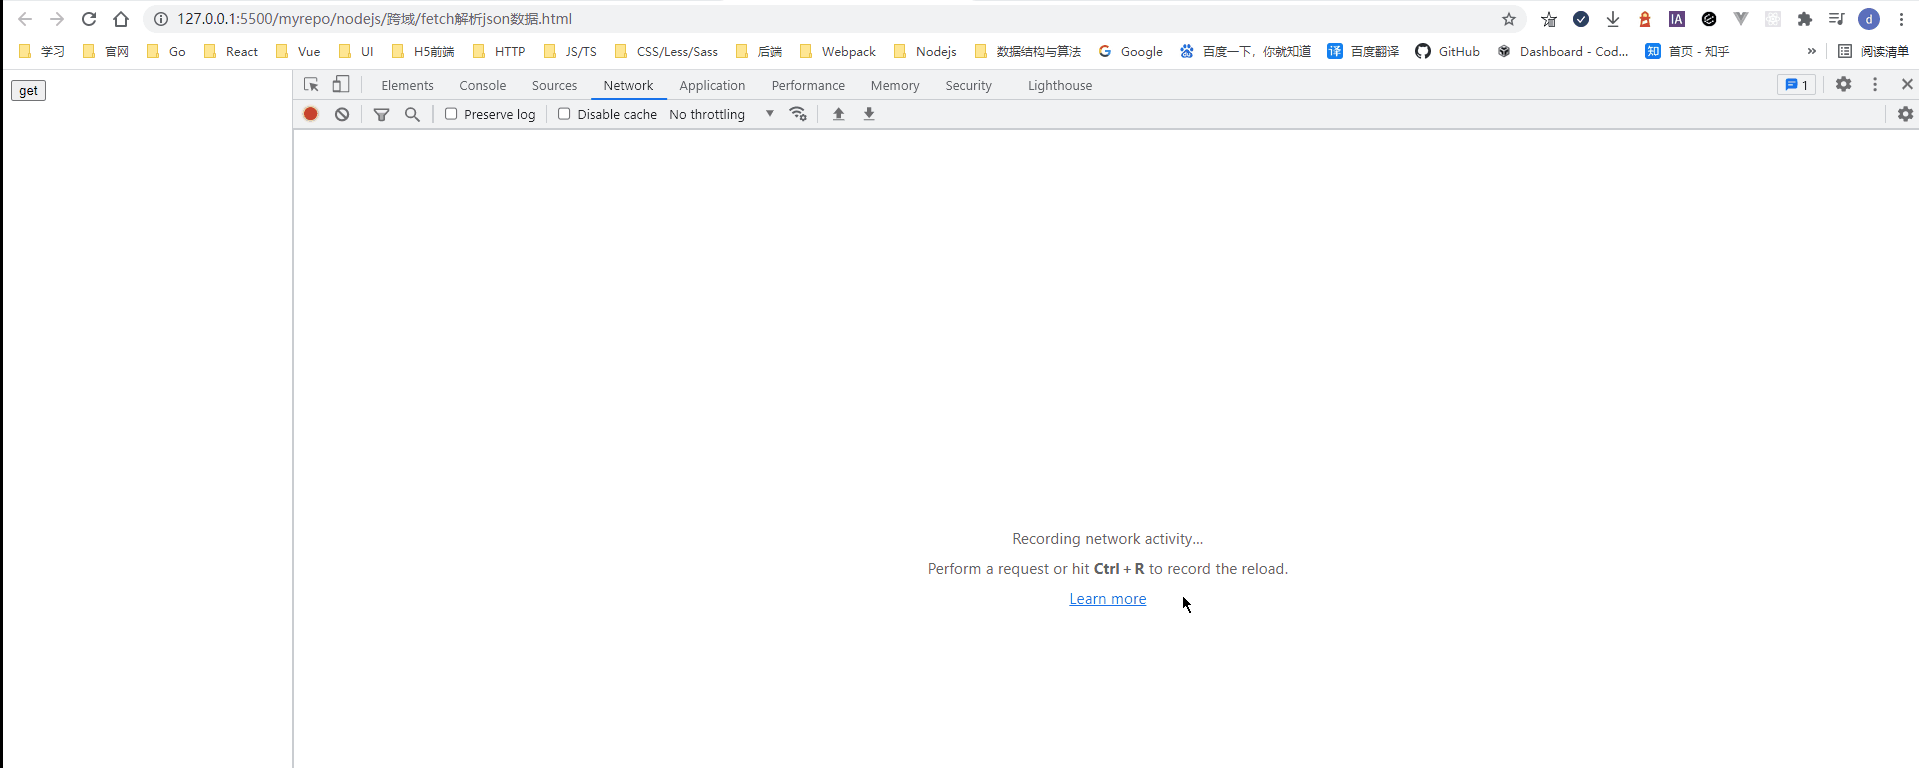 127.0.0.1:5500/myrepo/nodejs/跨域/fetch解析json数据.html
IA
d
学习 官网 Go React Vue UI H5前端 HTTP JS/TS CSS/Less/Sass 后端 Webpack Nodejs 数据结构与算法 Google 百度一下，你就知道 译 百度翻译 GitHub Dashboard - Cod... 知 首页 - 知乎 » 阅读清单
get
Elements Console Sources Network Application Performance Memory Security Lighthouse 1
Preserve log Disable cache No throttling
Recording network activity...
Perform a request or hit Ctrl + R to record the reload.
Learn more